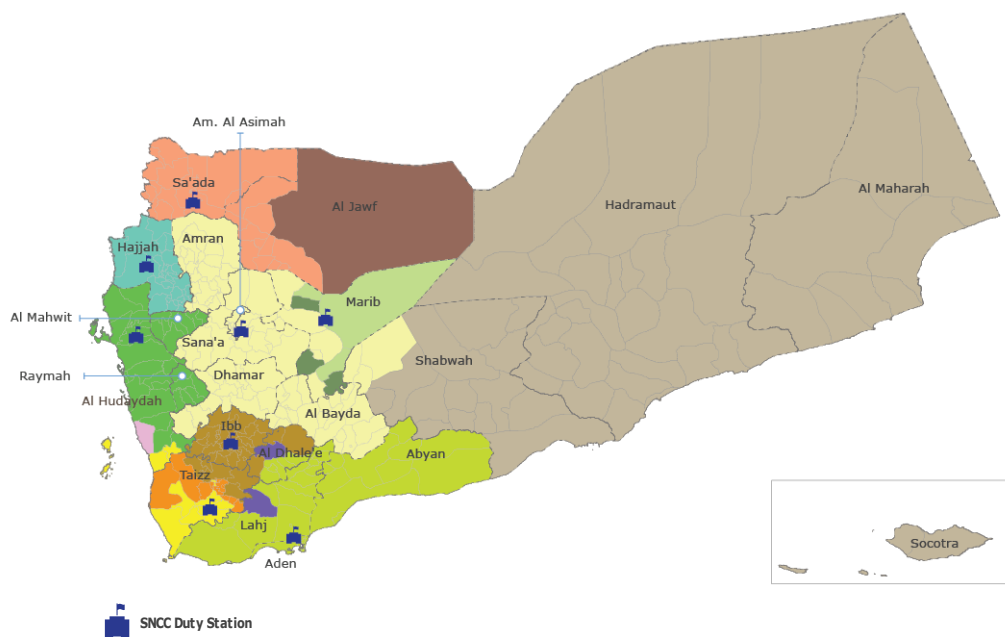 Am. Al Asimah
Sa'ada
Al Jawf
Hadramaut
Al Maharah
Hajjah
Amran
Marib
Al Mahwit
Sana'a
Shabwah
Raymah
Dhamar
Al Hudaydah
Al Bayda
Ibb
Al Dhale'e
Abyan
Taizz
Lahj
Aden
Socotra
SNCC Duty Station